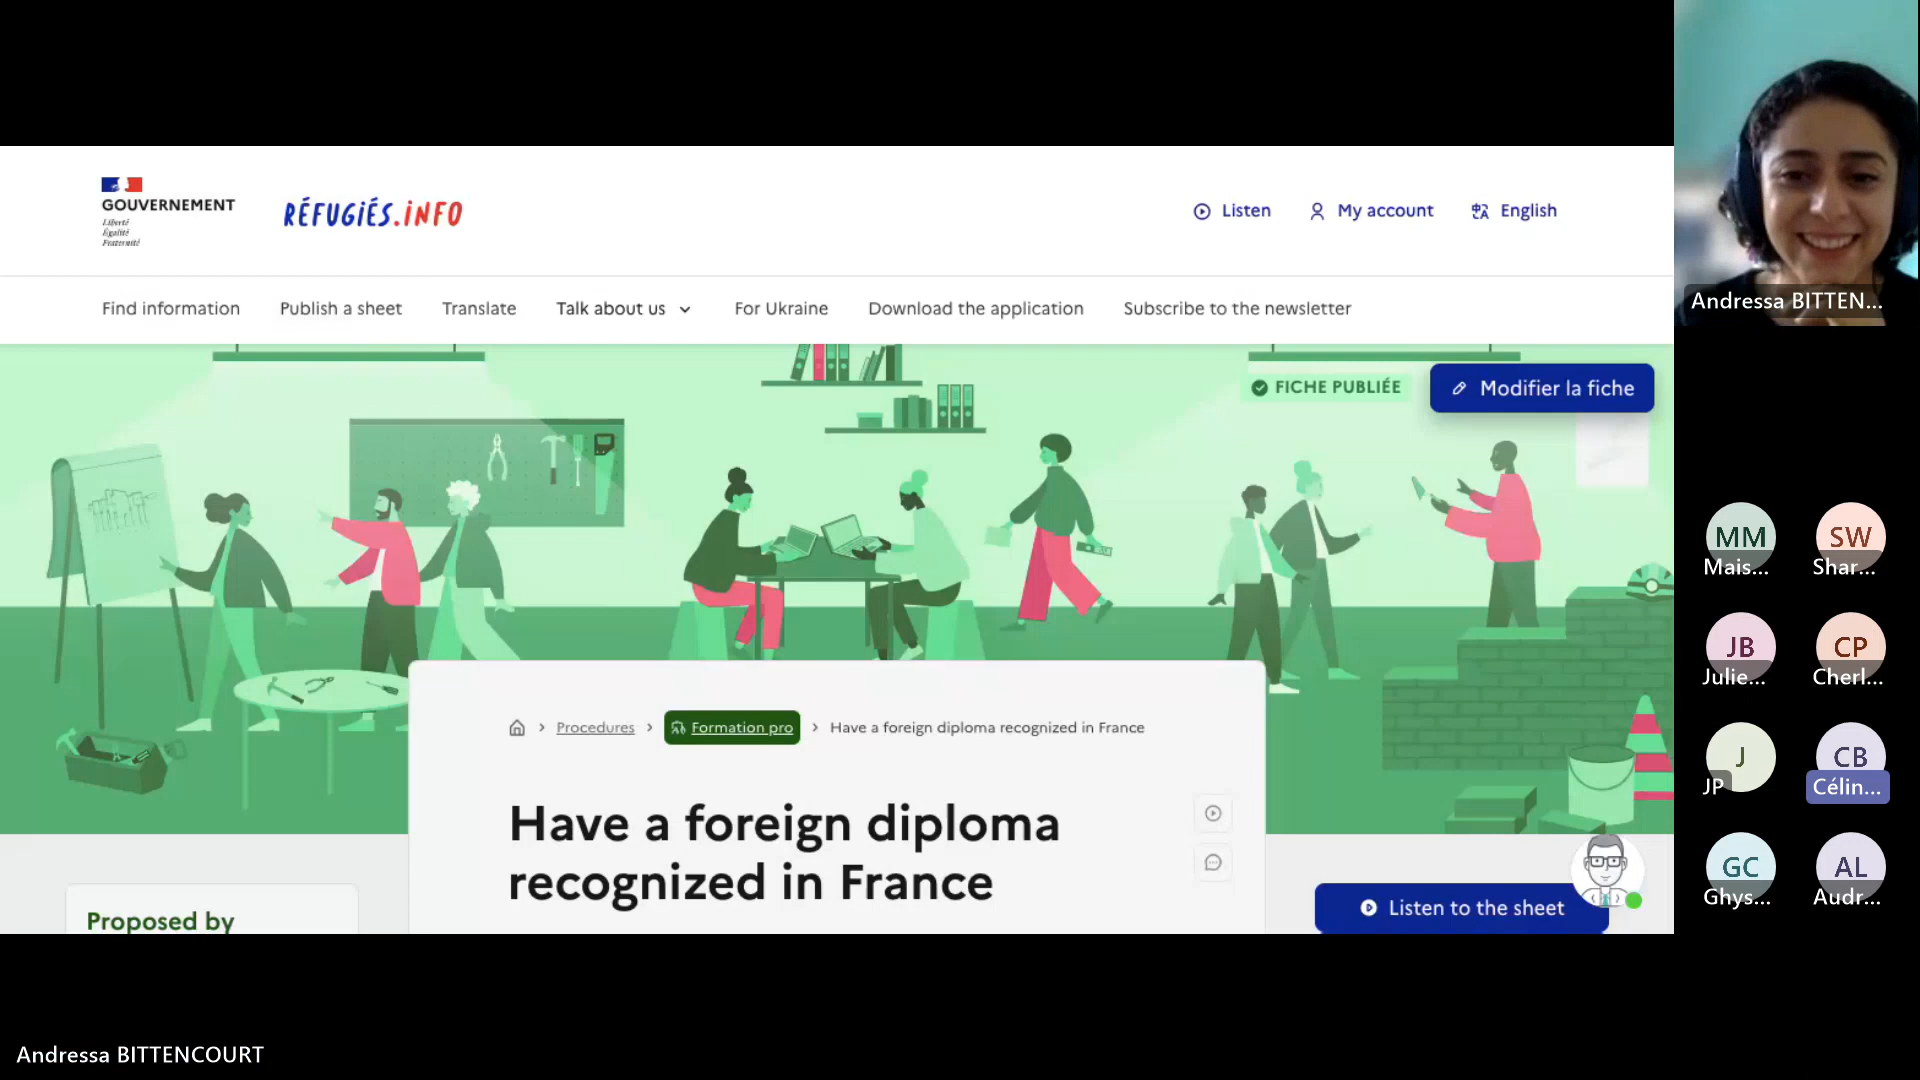 GOUVERNEMENT
Liberté
Égalité
Fraternité
RÉFUGIÉS.INFO
Listen
My account
English
Find information
Publish a sheet
Translate
Talk about us
For Ukraine
Download the application
Subscribe to the newsletter
FICHE PUBLIÉE
Modifier la fiche
Procedures
Formation pro
Have a foreign diploma recognized in France
Have a foreign diploma
recognized in France
Proposed by
Listen to the sheet
Andressa BITTEN...
MM
Mais...
SW
Shar...
JB
Julie...
CP
Cherl...
J
JP
CB
Célin...
GC
Ghys...
AL
Audr...
Andressa BITTENCOURT